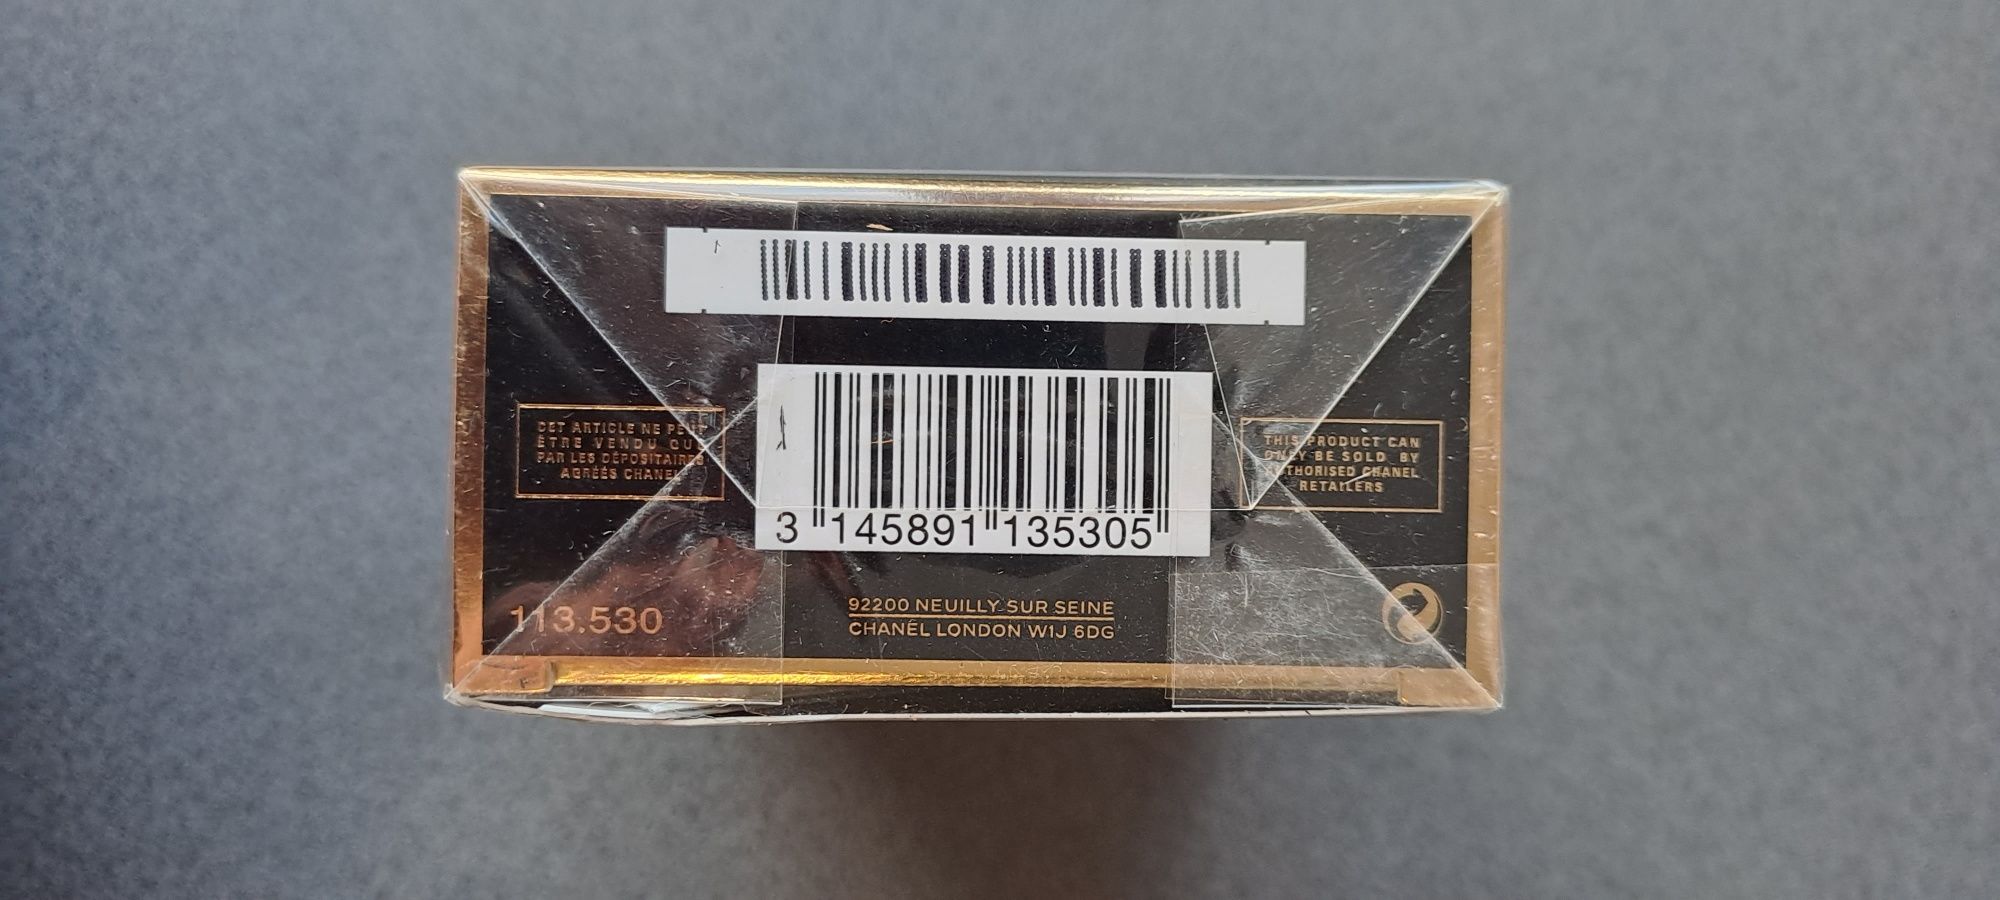 CET ARTICLE NE PEUT
ÊTRE VENDU QUE
PAR LES DÉPOSITAIRES
AGRÉÉS CHANEL
THIS PRODUCT CAN
ONLY BE SOLD BY
AUTHORISED CHANEL
RETAILERS
3 145891 135305
113.530
92200 NEUILLY SUR SEINE
CHANEL LONDON W1J 6DG